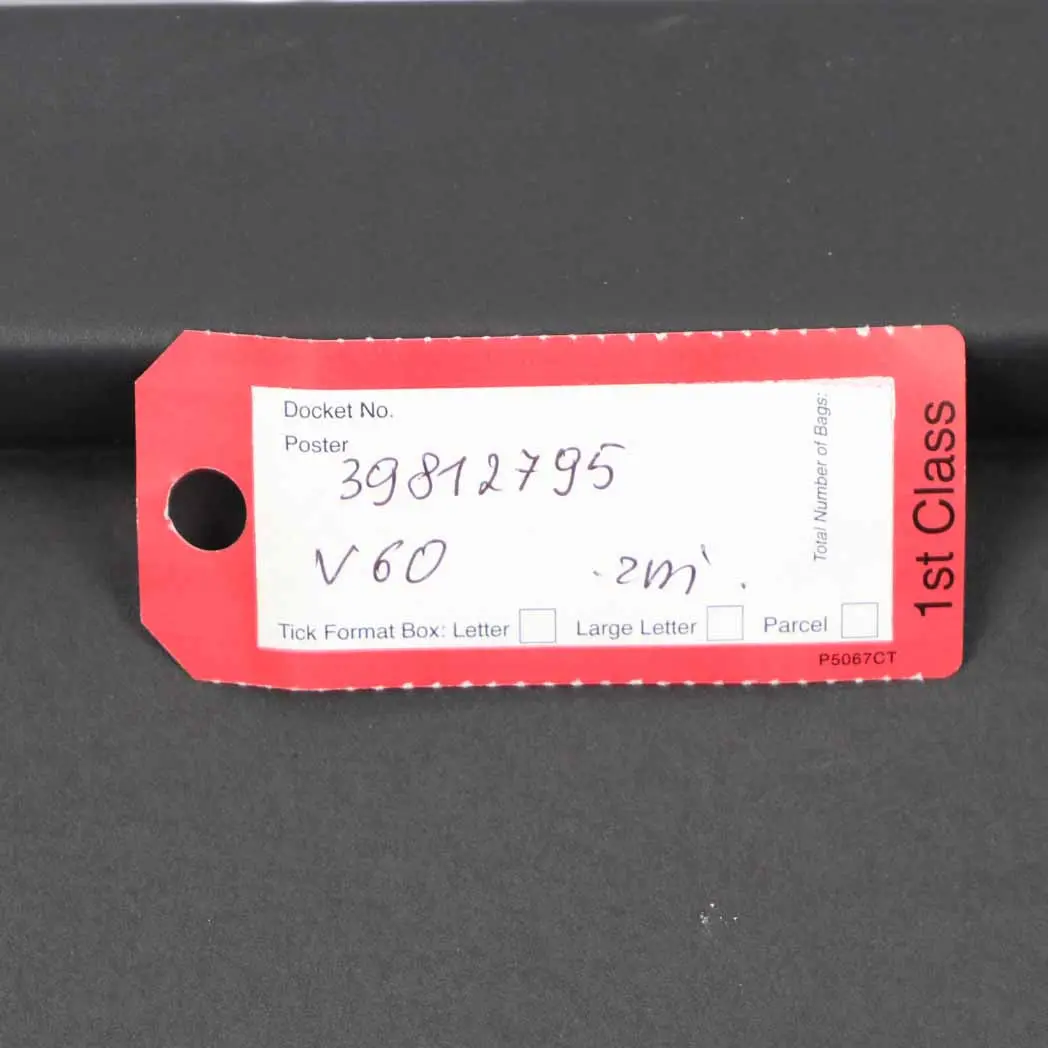 Docket No.
Poster
39812795
V60
Tick Format Box: Letter Large Letter Parcel
P5067CT
Total Number of Bags:
1st Class